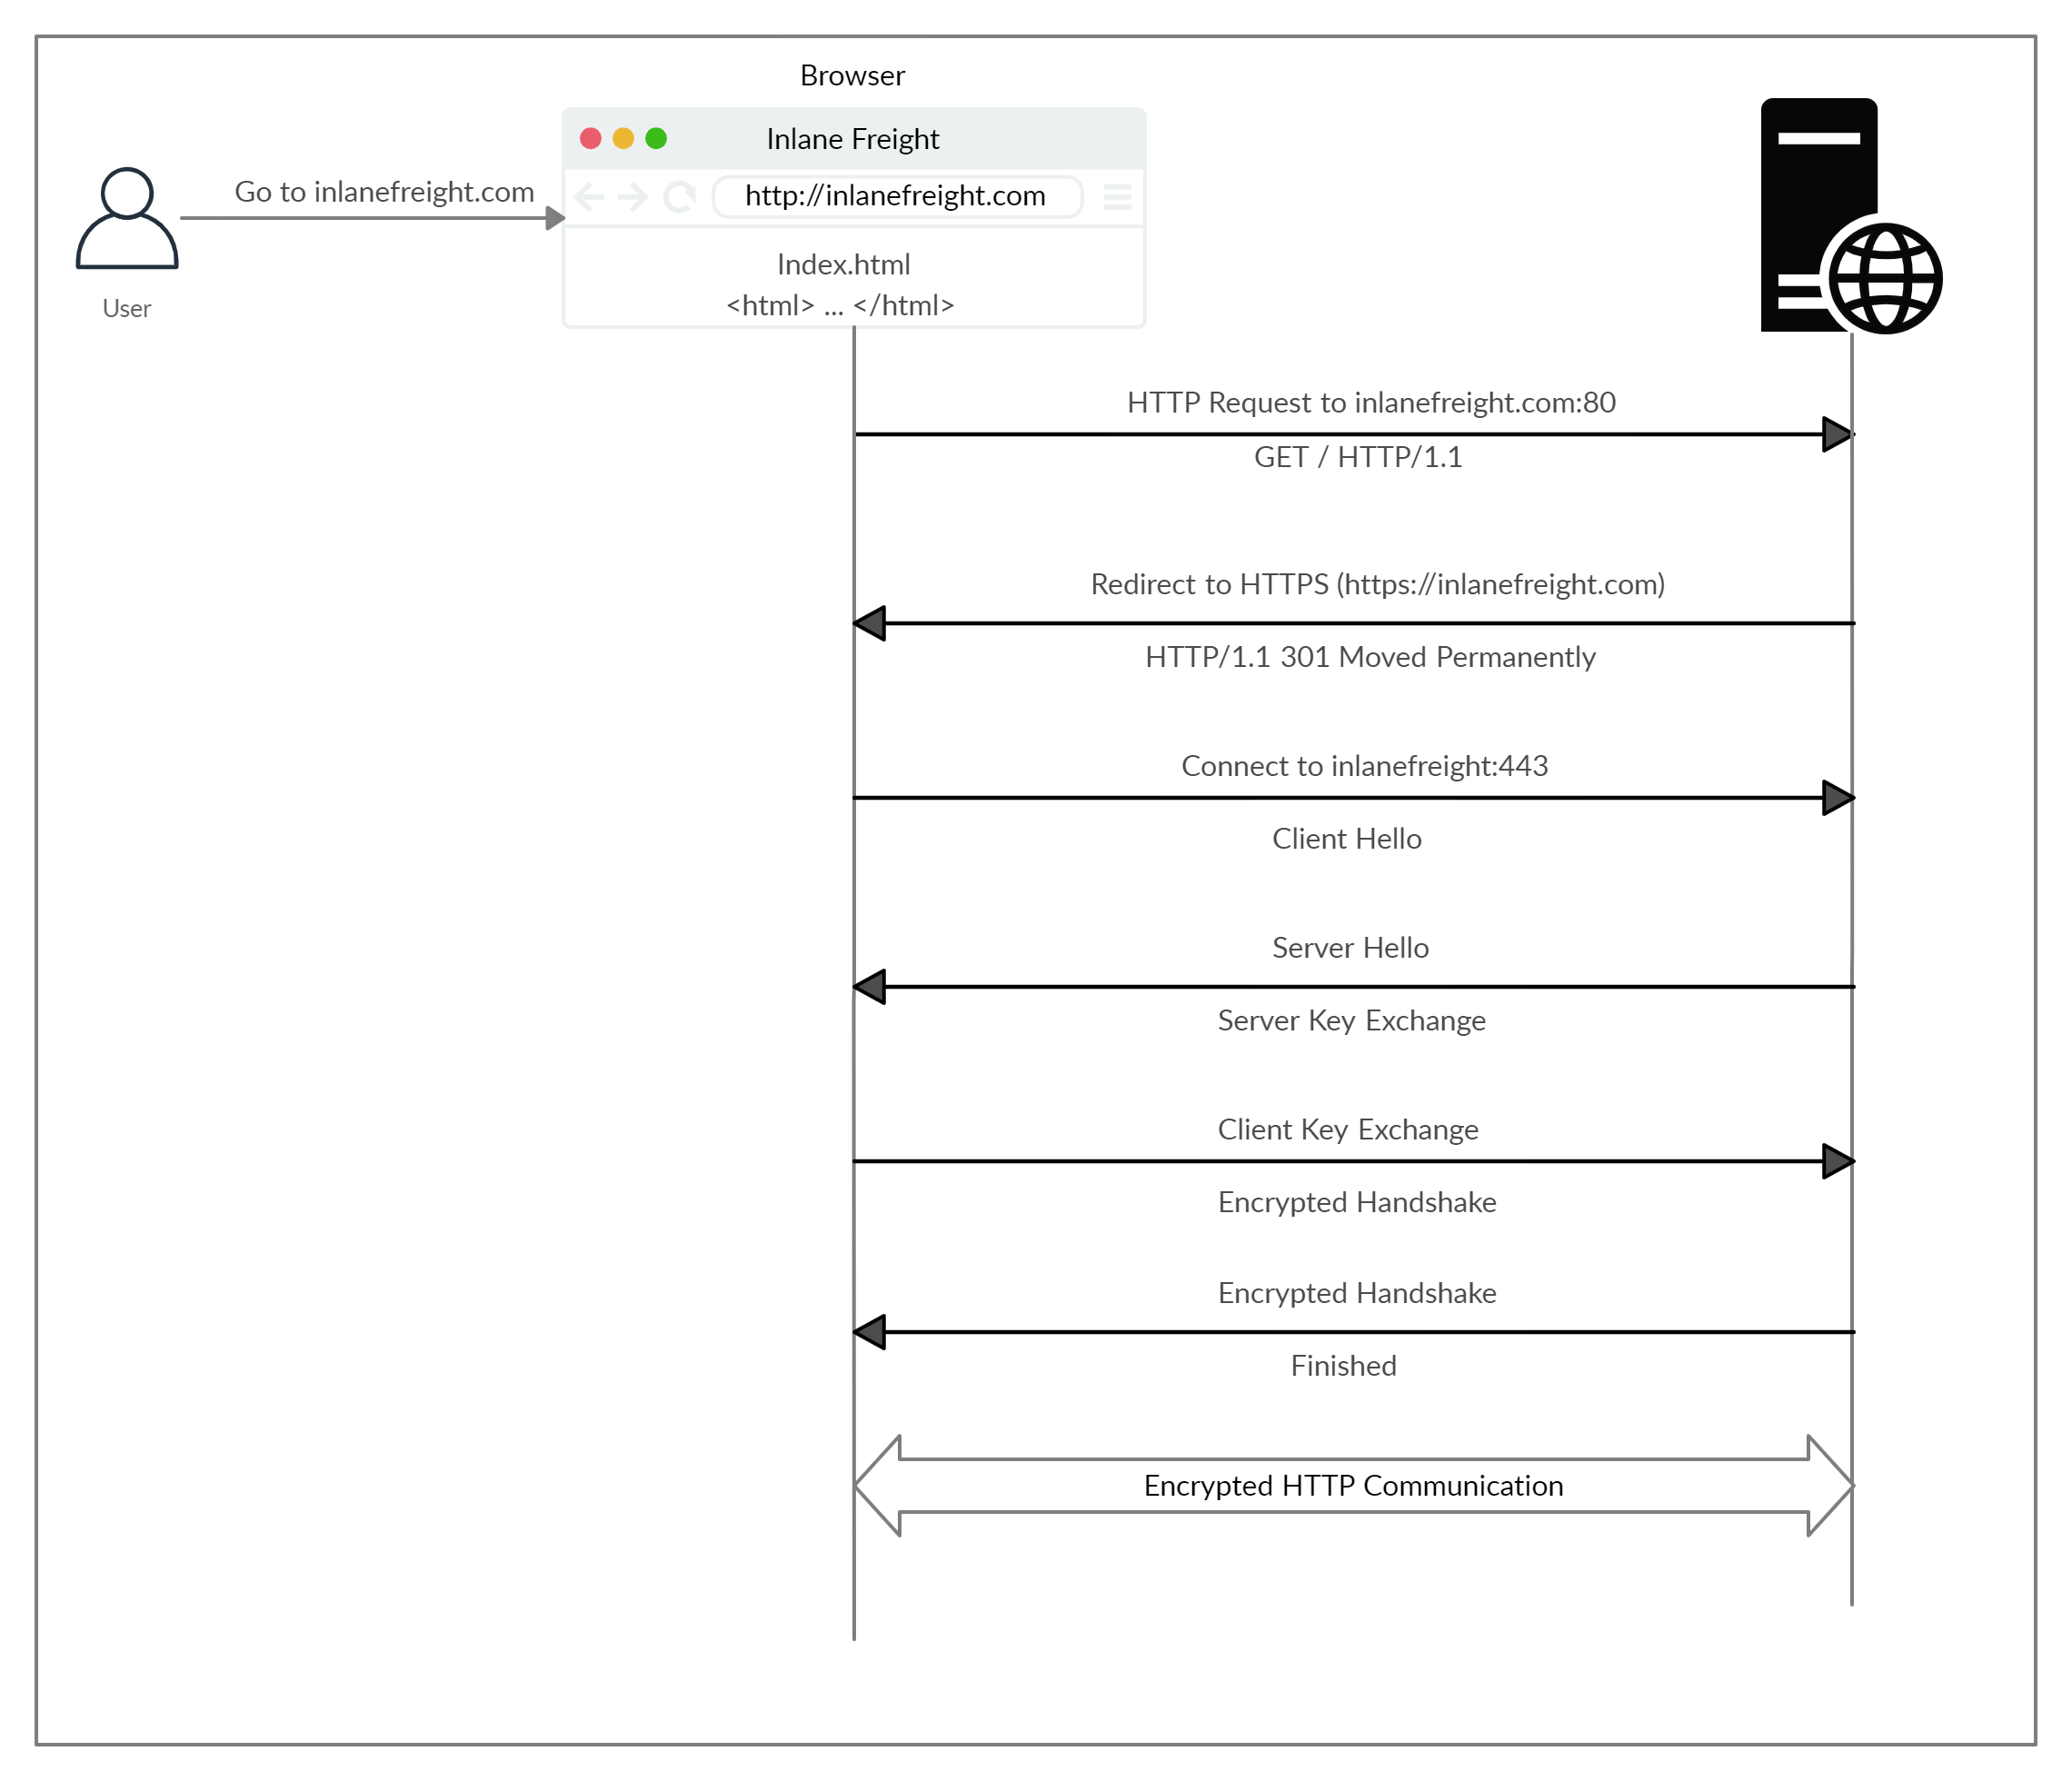 Browser
Inlane Freight
Go to inlanefreight.com
http://inlanefreight.com
Index.html
<html> ... </html>
User
HTTP Request to inlanefreight.com:80
GET / HTTP/1.1
Redirect to HTTPS (https://inlanefreight.com)
HTTP/1.1 301 Moved Permanently
Connect to inlanefreight:443
Client Hello
Server Hello
Server Key Exchange
Client Key Exchange
Encrypted Handshake
Encrypted Handshake
Finished
Encrypted HTTP Communication